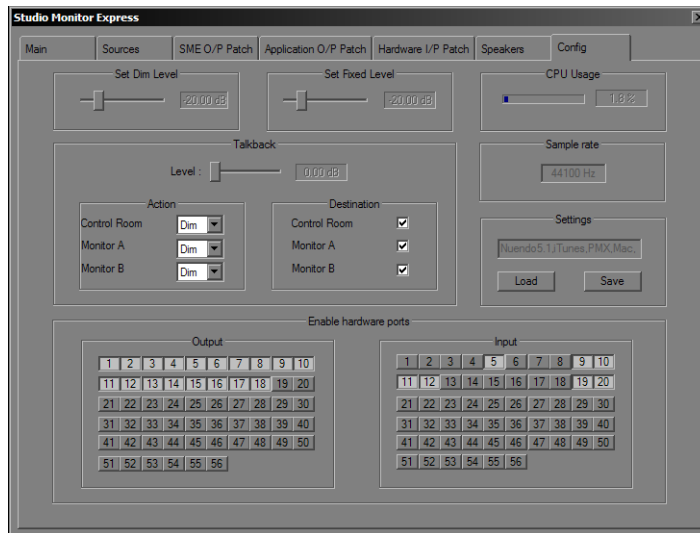 Studio Monitor Express
Main Sources SME O/P Patch Application O/P Patch Hardware I/P Patch Speakers Config
Set Dim Level Set Fixed Level CPU Usage
-20.00 dB -20.00 dB 1.8 %
Talkback Sample rate
Level : 0.00 dB 44100 Hz
Action Destination Settings
Control Room Dim Control Room
Monitor A Dim Monitor A Nuendo5.1,iTunes,PMX,Mac,
Monitor B Dim Monitor B Load Save
Enable hardware ports
Output Input
1 2 3 4 5 6 7 8 9 10 1 2 3 4 5 6 7 8 9 10
11 12 13 14 15 16 17 18 19 20 11 12 13 14 15 16 17 18 19 20
21 22 23 24 25 26 27 28 29 30 21 22 23 24 25 26 27 28 29 30
31 32 33 34 35 36 37 38 39 40 31 32 33 34 35 36 37 38 39 40
41 42 43 44 45 46 47 48 49 50 41 42 43 44 45 46 47 48 49 50
51 52 53 54 55 56 51 52 53 54 55 56